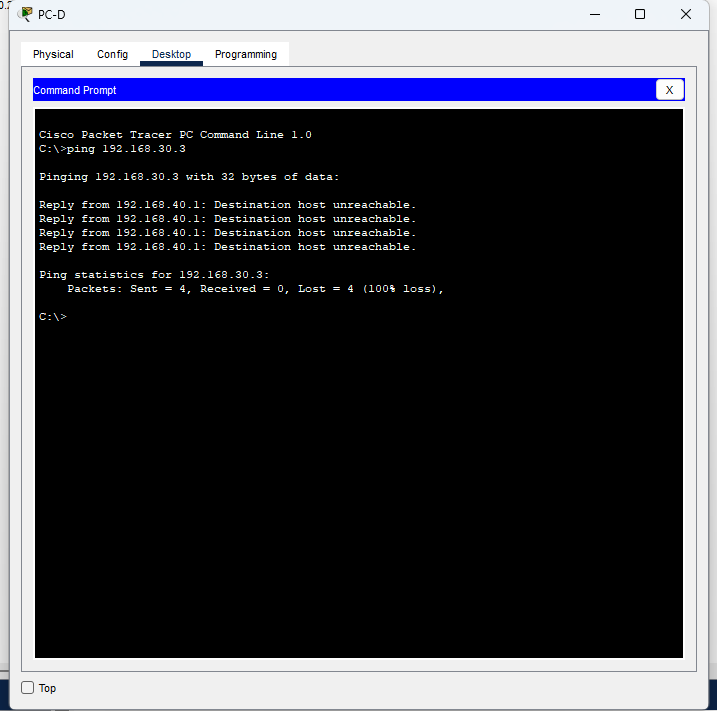 PC-D
Physical Config Desktop Programming
Command Prompt X
Cisco Packet Tracer PC Command Line 1.0
C:\>ping 192.168.30.3
Pinging 192.168.30.3 with 32 bytes of data:
Reply from 192.168.40.1: Destination host unreachable.
Reply from 192.168.40.1: Destination host unreachable.
Reply from 192.168.40.1: Destination host unreachable.
Reply from 192.168.40.1: Destination host unreachable.
Ping statistics for 192.168.30.3:
Packets: Sent = 4, Received = 0, Lost = 4 (100% loss),
C:\>
Top